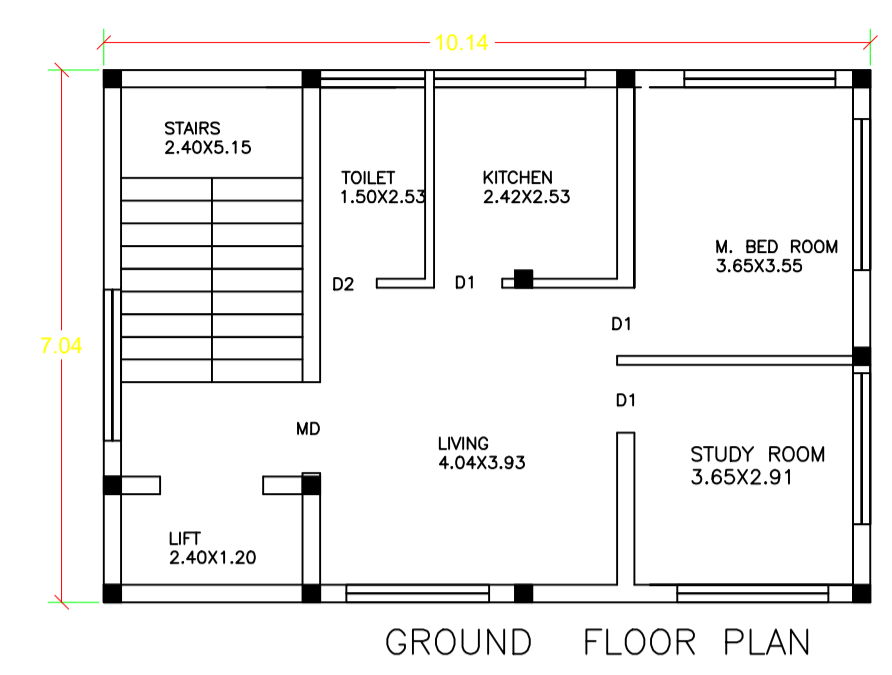 10.14
STAIRS
2.40X5.15
TOILET
1.50X2.53
KITCHEN
2.42X2.53
M. BED ROOM
3.65X3.55
D2
D1
D1
7.04
D1
MD
LIVING
4.04X3.93
STUDY ROOM
3.65X2.91
LIFT
2.40X1.20
GROUND FLOOR PLAN